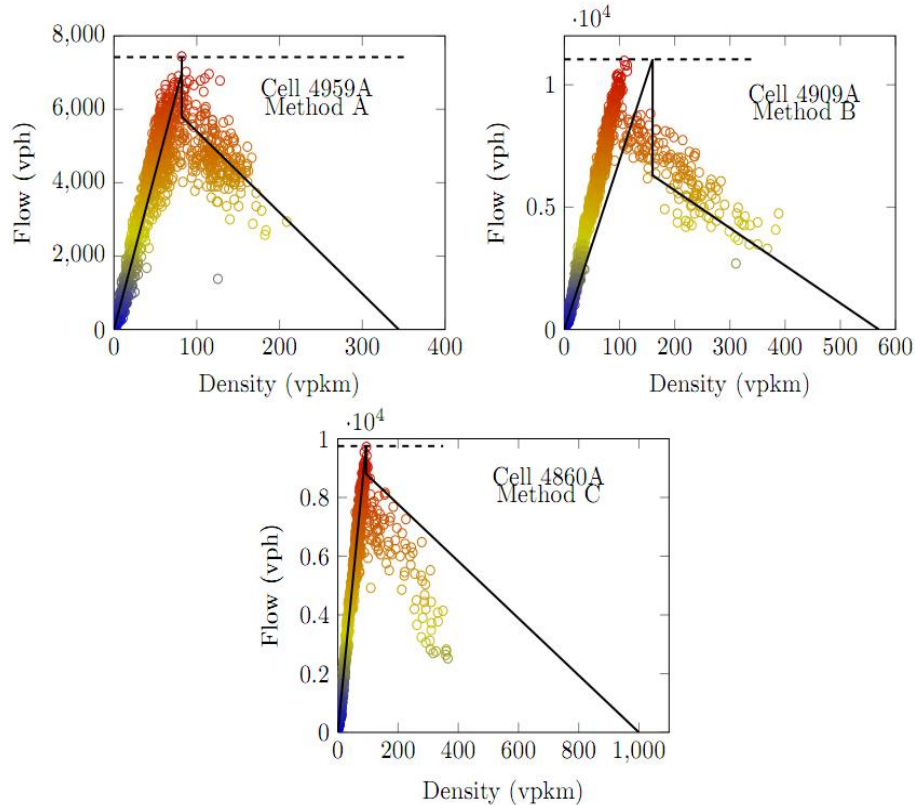 8,000
6,000
4,000
2,000
0
Flow (vph)
Cell 4959A
Method A
0 100 200 300 400
Density (vpkm)
·10⁴
1
0.5
0
Flow (vph)
Cell 4909A
Method B
0 100 200 300 400 500 600
Density (vpkm)
·10⁴
1
0.8
0.6
0.4
0.2
0
Flow (vph)
Cell 4860A
Method C
0 200 400 600 800 1,000
Density (vpkm)